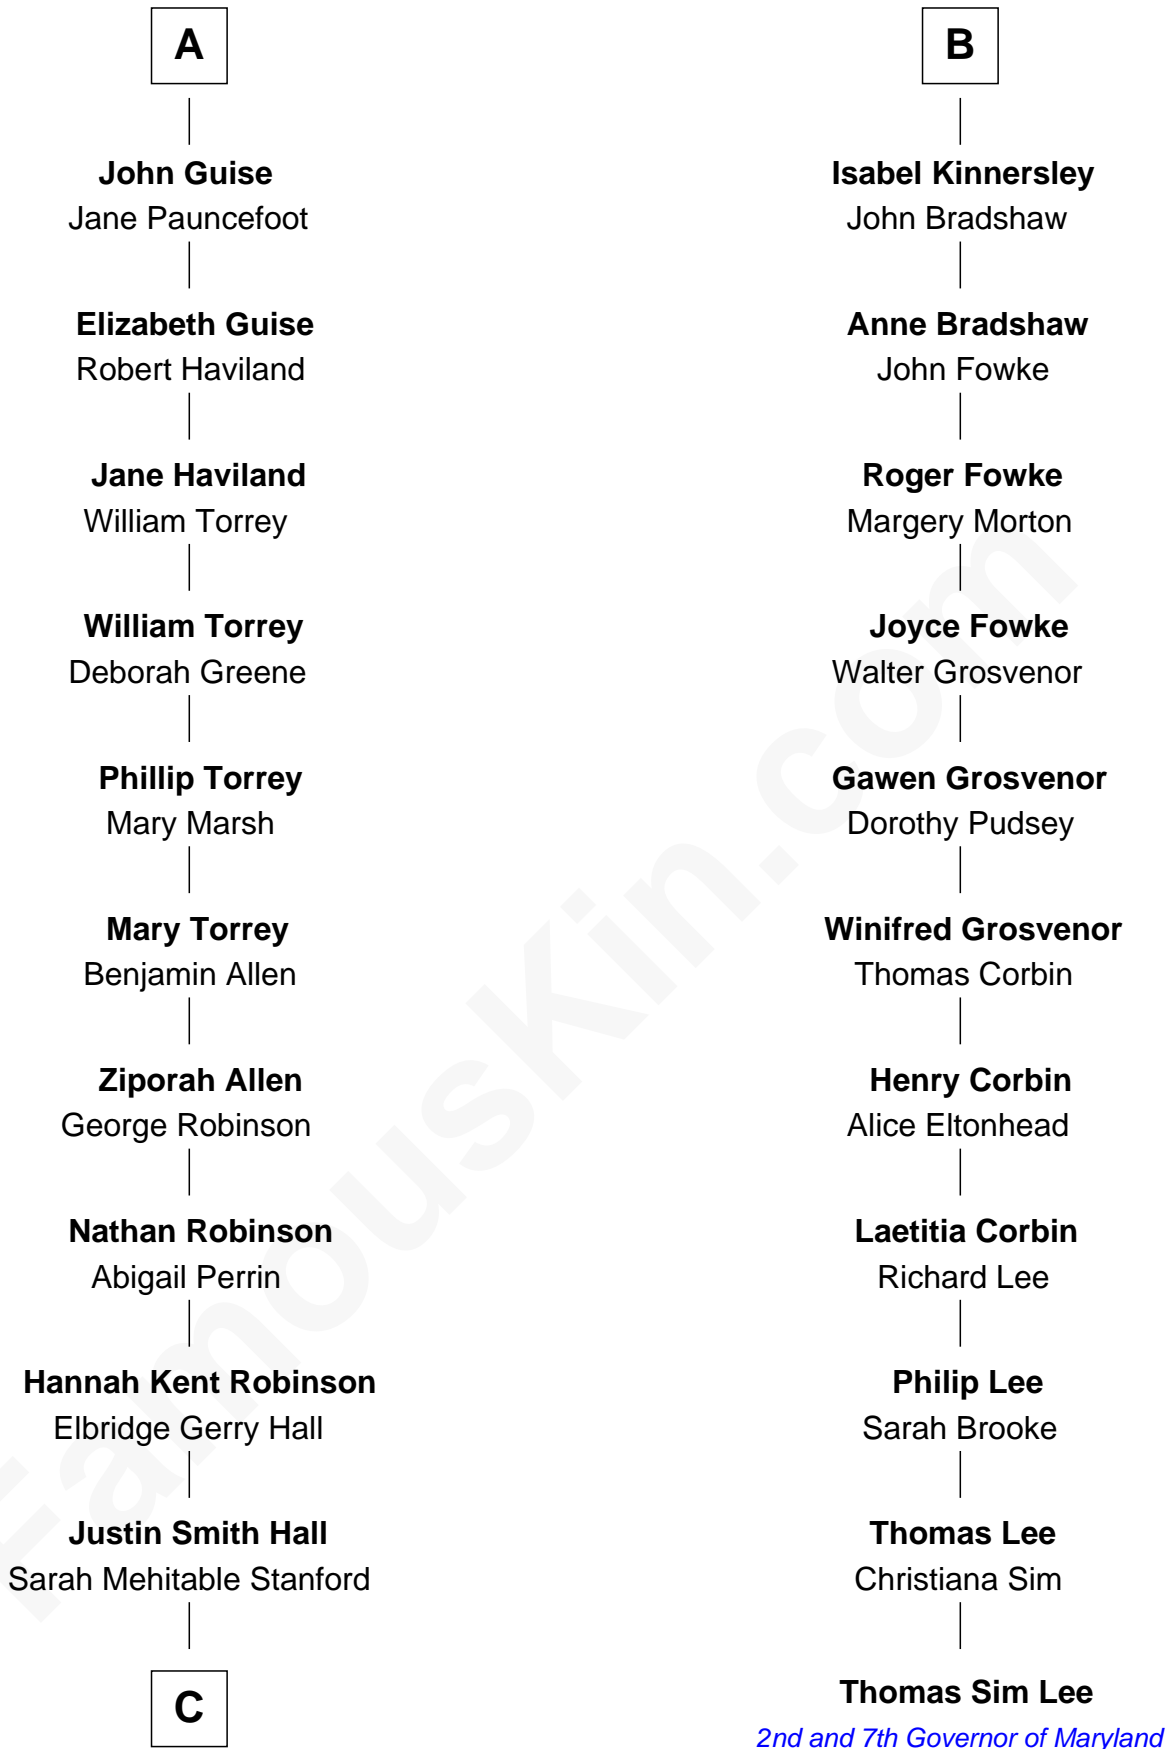 A
John Guise
Jane Pauncefoot
Elizabeth Guise
Robert Haviland
Jane Haviland
William Torrey
William Torrey
Deborah Greene
Phillip Torrey
Mary Marsh
Mary Torrey
Benjamin Allen
Ziporah Allen
George Robinson
Nathan Robinson
Abigail Perrin
Hannah Kent Robinson
Elbridge Gerry Hall
Justin Smith Hall
Sarah Mehitable Stanford
C
B
Isabel Kinnersley
John Bradshaw
Anne Bradshaw
John Fowke
Roger Fowke
Margery Morton
Joyce Fowke
Walter Grosvenor
Gawen Grosvenor
Dorothy Pudsey
Winifred Grosvenor
Thomas Corbin
Henry Corbin
Alice Eltonhead
Laetitia Corbin
Richard Lee
Philip Lee
Sarah Brooke
Thomas Lee
Christiana Sim
Thomas Sim Lee
2nd and 7th Governor of Maryland
FamousKin.com